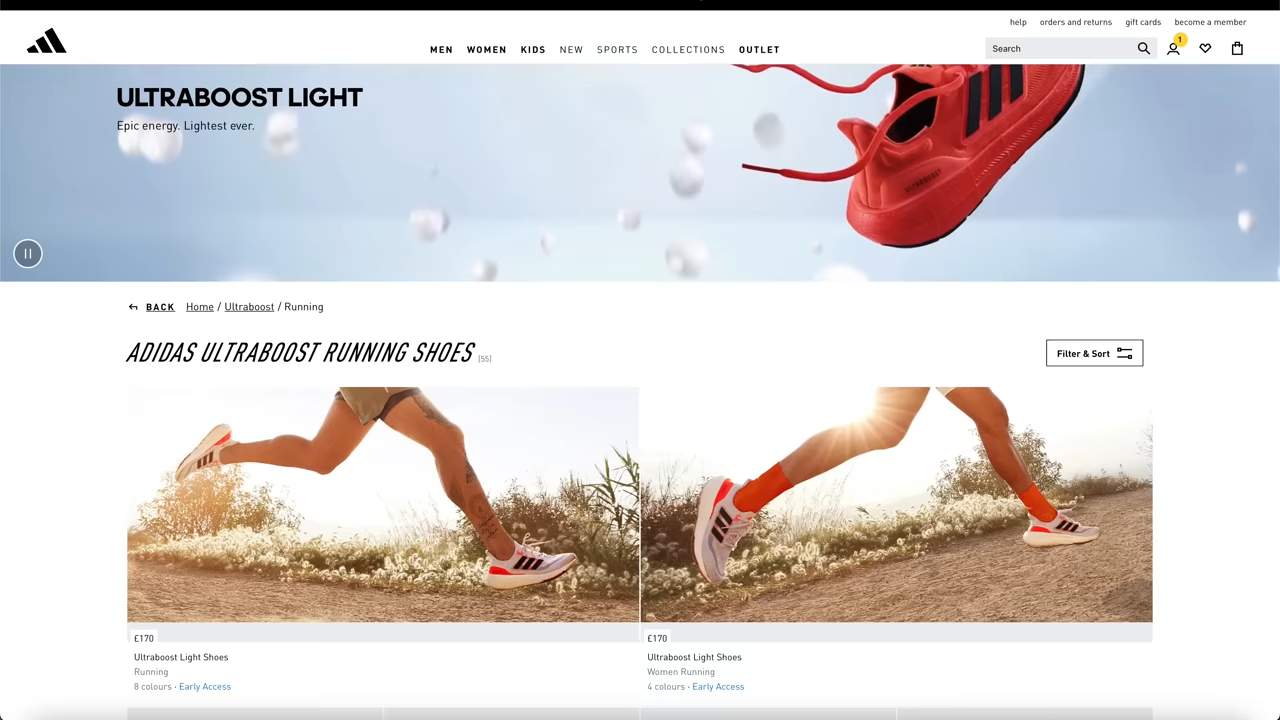 help orders and returns gift cards become a member
MEN WOMEN KIDS NEW SPORTS COLLECTIONS OUTLET
Search
1
ULTRABOOST LIGHT
Epic energy. Lightest ever.
ULTRABOOST
BACK Home / Ultraboost / Running
ADIDAS ULTRABOOST RUNNING SHOES [55]
Filter & Sort
£170
Ultraboost Light Shoes
Running
8 colours · Early Access
£170
Ultraboost Light Shoes
Women Running
4 colours · Early Access